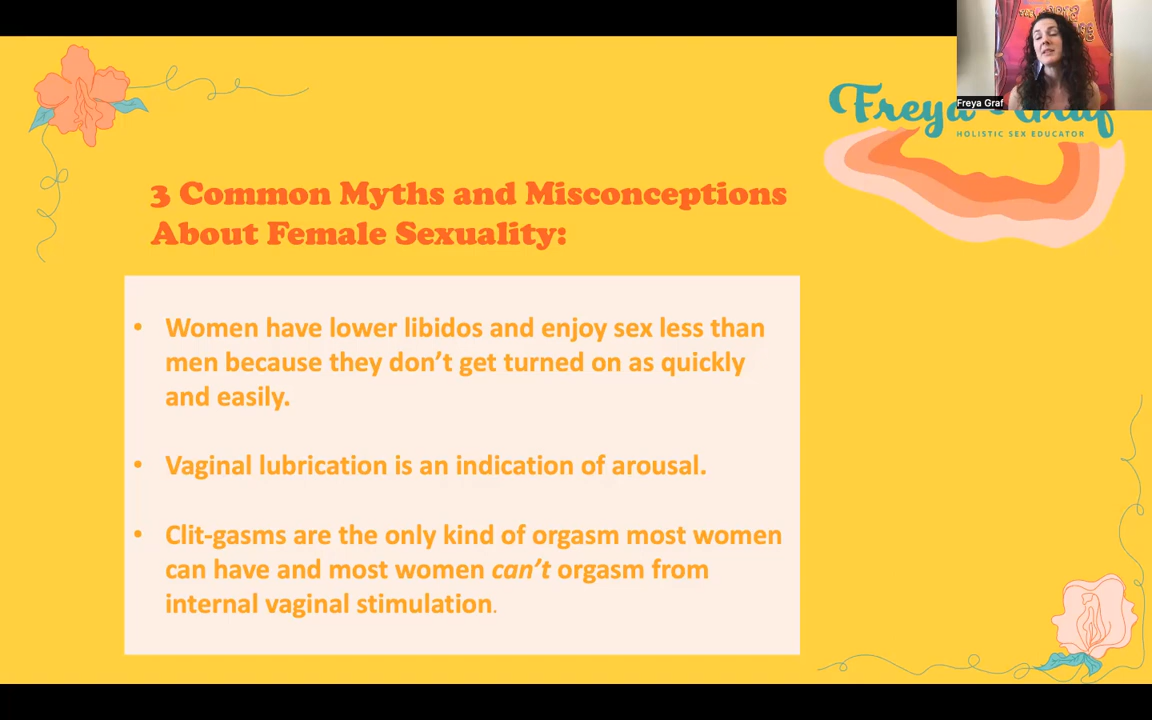 Freya Graf
Freya Graf
HOLISTIC SEX EDUCATOR
3 Common Myths and Misconceptions
About Female Sexuality:
• Women have lower libidos and enjoy sex less than
men because they don’t get turned on as quickly
and easily.
• Vaginal lubrication is an indication of arousal.
• Clit-gasms are the only kind of orgasm most women
can have and most women can’t orgasm from
internal vaginal stimulation.